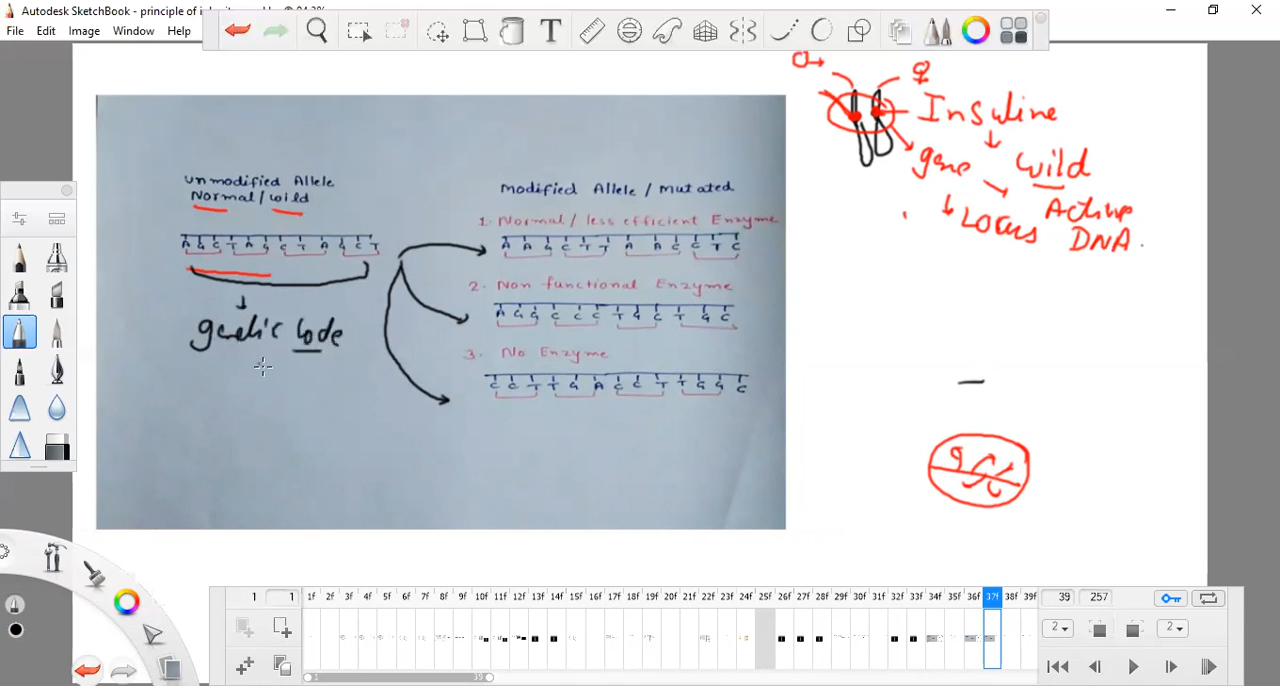 Autodesk SketchBook - principle of
File Edit Image Window Help
T
Unmodified Allele
Normal/wild
A G C T A G C T A G C T
genetic code
Modified Allele / mutated
1. Normal / less efficient Enzyme
A A G C T T A A C C T C
2. Non functional Enzyme
A G G C C C T G C T G C
3. No Enzyme
C C T T G A C C T T G G C
Insuline
gene
wild
Locus
Active
DNA.
1 1 1f 2f 3f 4f 5f 6f 7f 8f 9f 10f 11f 12f 13f 14f 15f 16f 17f 18f 19f 20f 21f 22f 23f 24f 25f 26f 27f 28f 29f 30f 31f 32f 33f 34f 35f 36f 37f 38f 39f 39 257
2 2
1 39